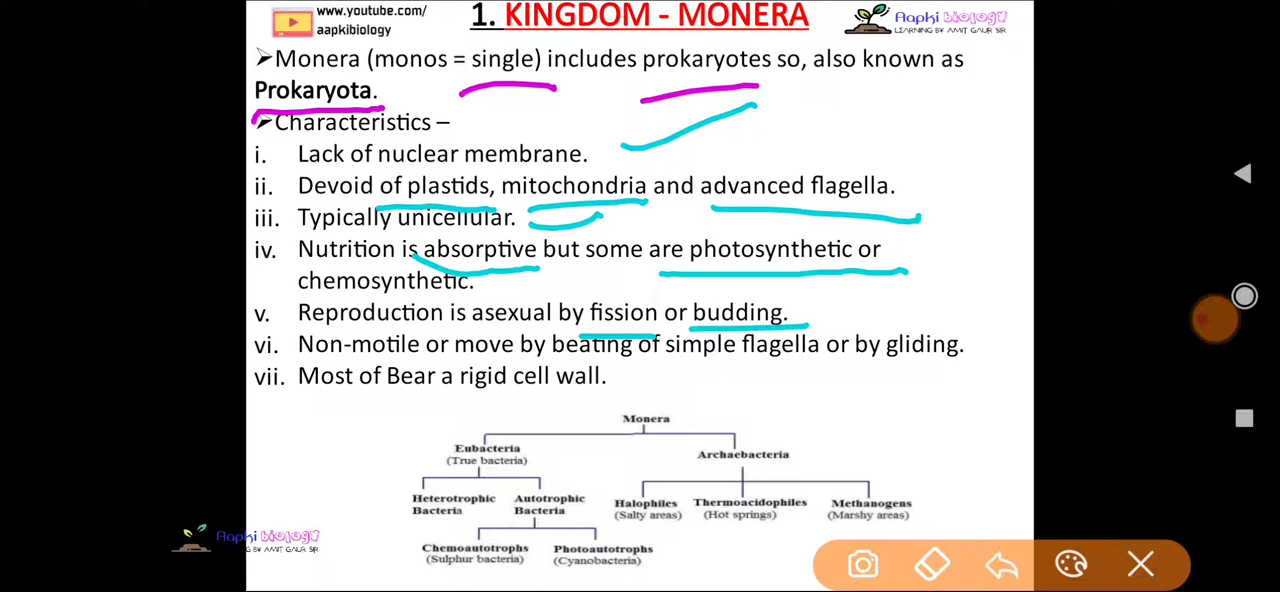 www.youtube.com/
aapkibiology
1. KINGDOM - MONERA
Aapki biology
LEARNING BY AMIT GAUR SIR
➢Monera (monos = single) includes prokaryotes so, also known as
Prokaryota.
➢Characteristics –
i. Lack of nuclear membrane.
ii. Devoid of plastids, mitochondria and advanced flagella.
iii. Typically unicellular.
iv. Nutrition is absorptive but some are photosynthetic or
chemosynthetic.
v. Reproduction is asexual by fission or budding.
vi. Non-motile or move by beating of simple flagella or by gliding.
vii. Most of Bear a rigid cell wall.
Monera
Eubacteria
(True bacteria)
Archaebacteria
Heterotrophic
Bacteria
Autotrophic
Bacteria
Halophiles
(Salty areas)
Thermoacidophiles
(Hot springs)
Methanogens
(Marshy areas)
Chemoautotrophs
(Sulphur bacteria)
Photoautotrophs
(Cyanobacteria)
Aapki biology
NG BY AMIT GAUR SIR